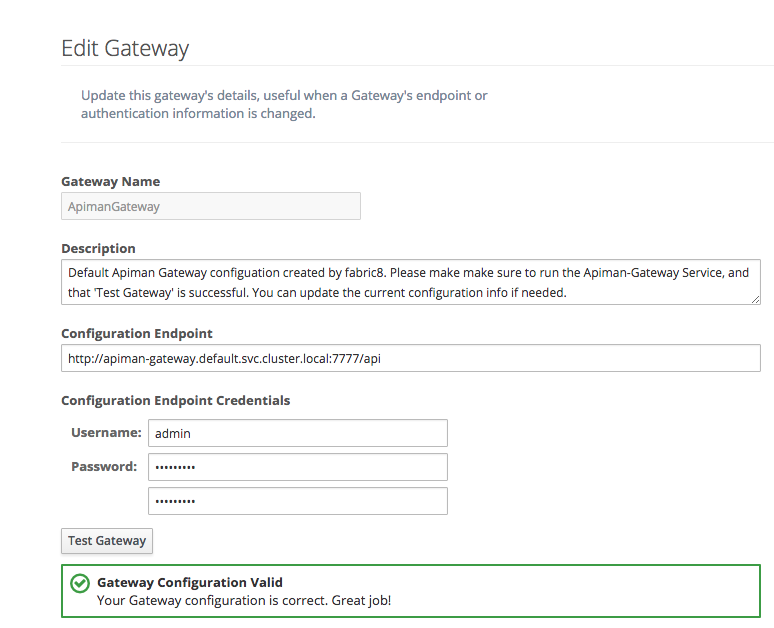 Edit Gateway
Update this gateway's details, useful when a Gateway's endpoint or
authentication information is changed.
Gateway Name
ApimanGateway
Description
Default Apiman Gateway configuation created by fabric8. Please make make sure to run the Apiman-Gateway Service, and
that 'Test Gateway' is successful. You can update the current configuration info if needed.
Configuration Endpoint
http://apiman-gateway.default.svc.cluster.local:7777/api
Configuration Endpoint Credentials
Username: admin
Password: •••••••••
•••••••••
Test Gateway
Gateway Configuration Valid
Your Gateway configuration is correct. Great job!